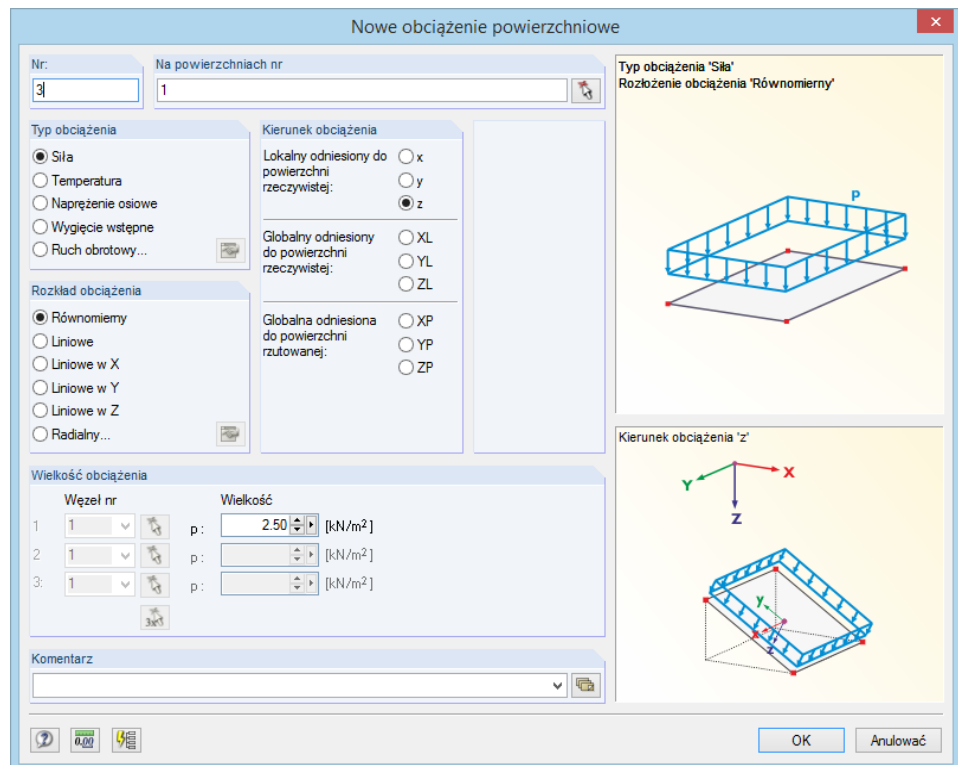 Nowe obciążenie powierzchniowe
Nr:
3
Na powierzchniach nr
1
Typ obciążenia
Siła
Temperatura
Naprężenie osiowe
Wygięcie wstępne
Ruch obrotowy...
Rozkład obciążenia
Równomierny
Liniowe
Liniowe w X
Liniowe w Y
Liniowe w Z
Radialny...
Kierunek obciążenia
Lokalny odniesiony do
powierzchni
rzeczywistej:
x
y
z
Globalny odniesiony
do powierzchni
rzeczywistej:
XL
YL
ZL
Globalna odniesiona
do powierzchni
rzutowanej:
XP
YP
ZP
Wielkość obciążenia
Węzeł nr
Wielkość
1 1 p : 2.50 [kN/m²]
2 1 p : [kN/m²]
3: 1 p : [kN/m²]
3x
Komentarz
0.00
OK
Anulować
Typ obciążenia 'Siła'
Rozłożenie obciążenia 'Równomierny'
p
Kierunek obciążenia 'z'
X
Y
Z
y
x
z